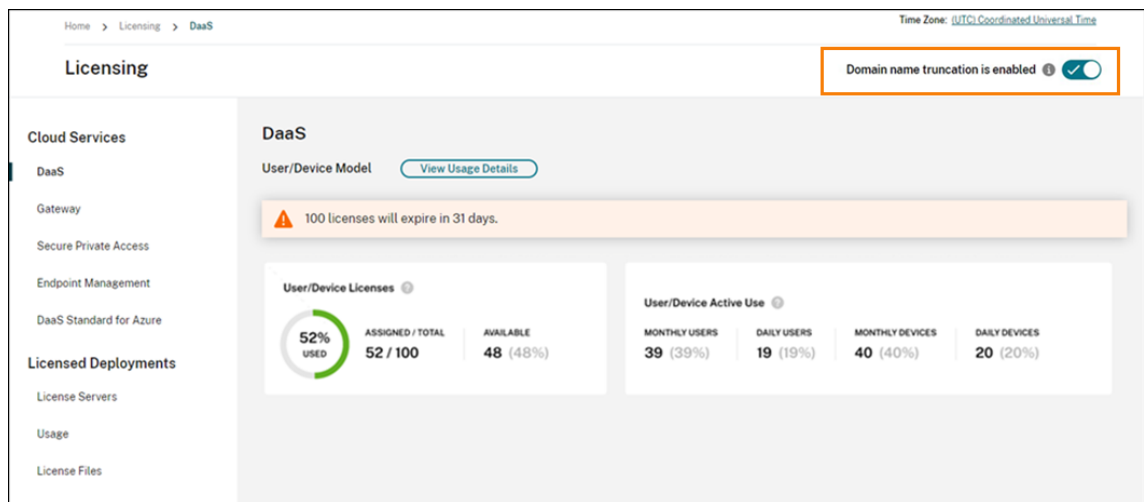 Home > Licensing > DaaS
Time Zone: (UTC) Coordinated Universal Time
Licensing
Domain name truncation is enabled
Cloud Services
DaaS
Gateway
Secure Private Access
Endpoint Management
DaaS Standard for Azure
Licensed Deployments
License Servers
Usage
License Files
DaaS
User/Device Model
View Usage Details
100 licenses will expire in 31 days.
User/Device Licenses
52% USED
ASSIGNED / TOTAL
52 / 100
AVAILABLE
48 (48%)
User/Device Active Use
MONTHLY USERS
39 (39%)
DAILY USERS
19 (19%)
MONTHLY DEVICES
40 (40%)
DAILY DEVICES
20 (20%)